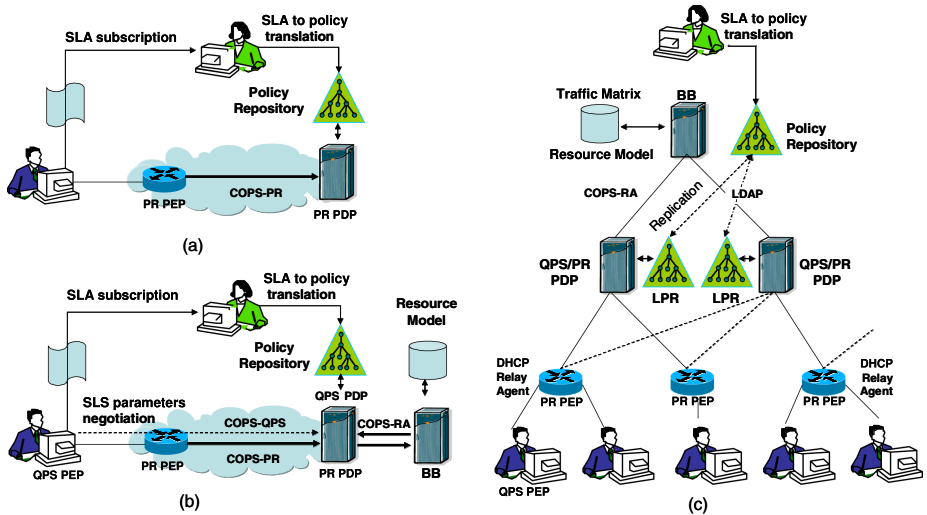 SLA to policy
translation
SLA subscription
Policy
Repository
COPS-PR
PR PEP
PR PDP
(a)
SLA to policy
translation
SLA subscription
Resource
Model
Policy
Repository
QPS PDP
SLS parameters
negotiation
COPS-QPS
COPS-RA
COPS-PR
QPS PEP
PR PEP
PR PDP
BB
(b)
SLA to policy
translation
Traffic Matrix
BB
Resource Model
Policy
Repository
COPS-RA
Replication
LDAP
QPS/PR
PDP
LPR
LPR
QPS/PR
PDP
DHCP
Relay
Agent
PR PEP
PR PEP
PR PEP
DHCP
Relay
Agent
QPS PEP
(c)